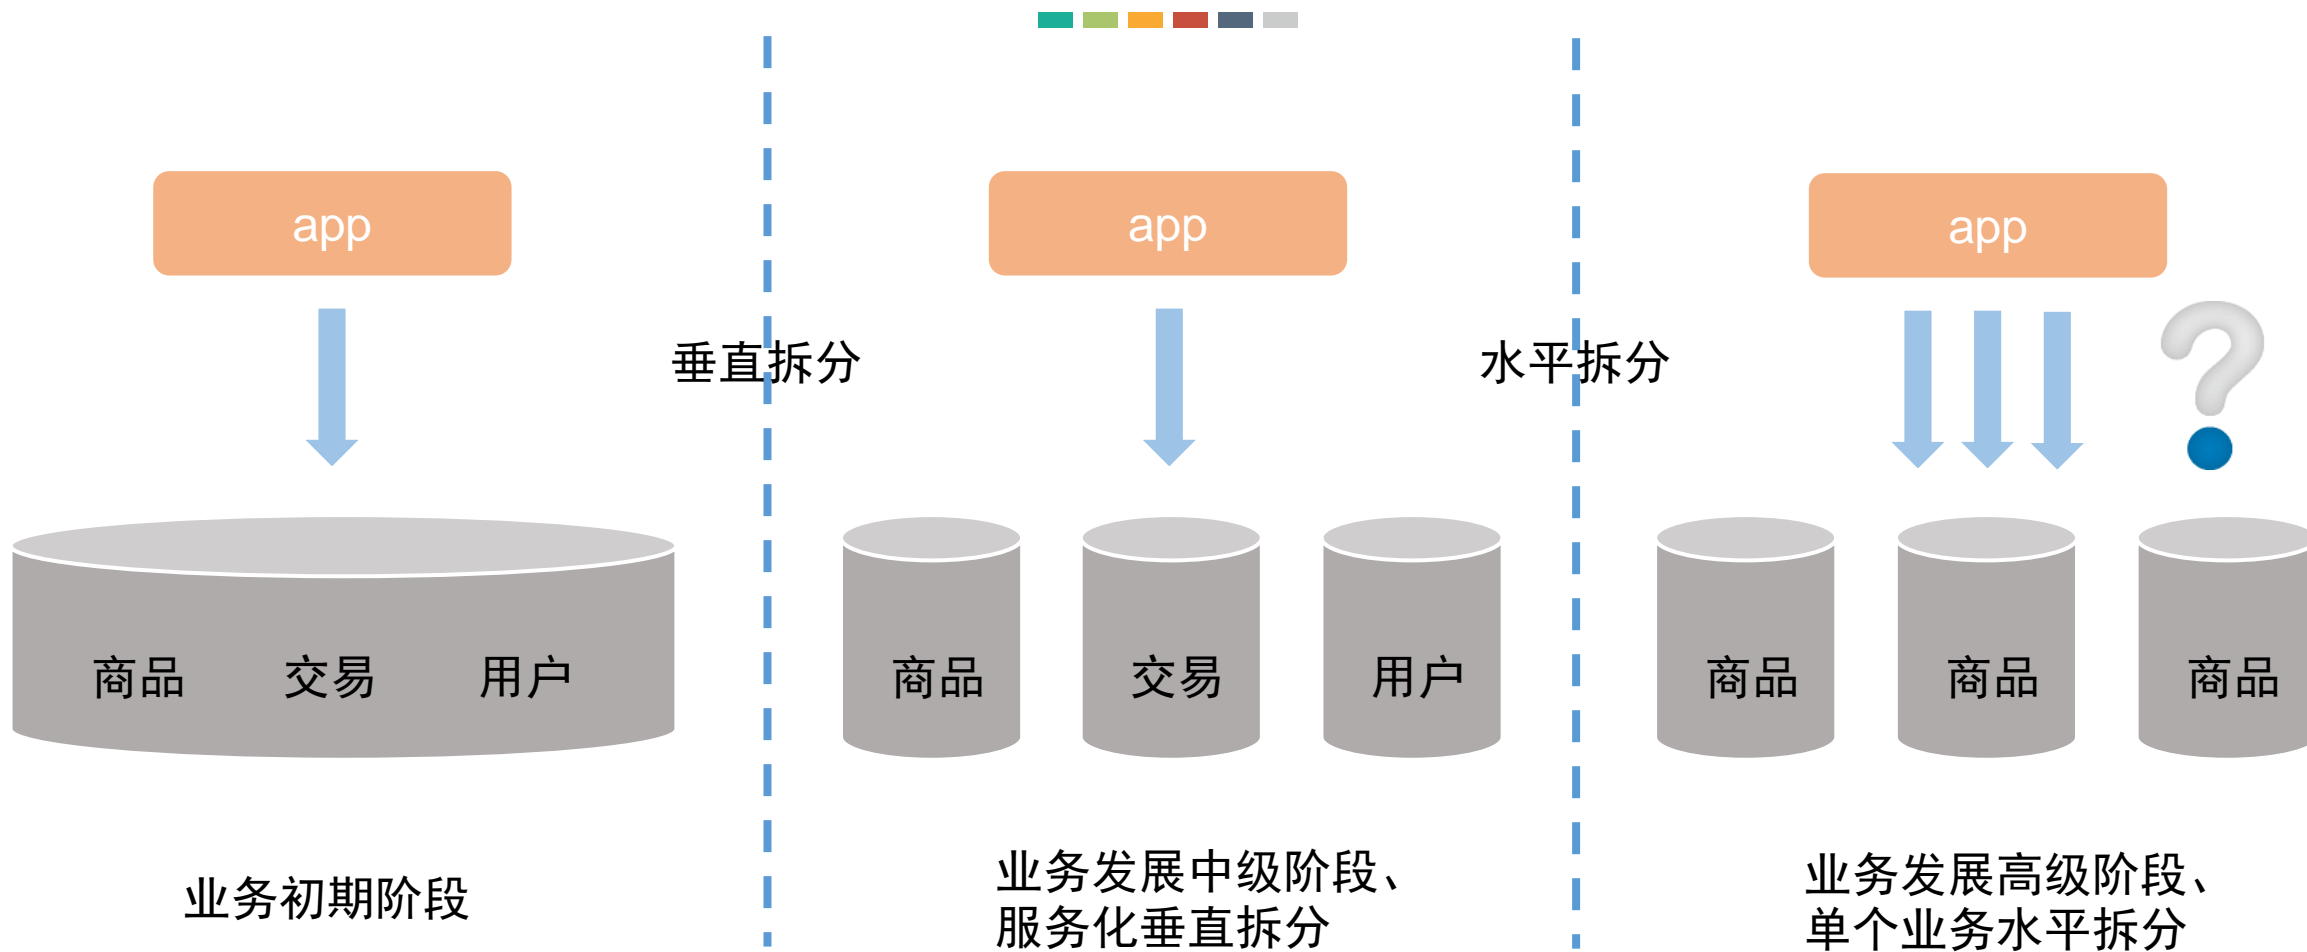 app
app
app
垂直拆分
水平拆分
商品
交易
用户
商品
交易
用户
商品
商品
商品
业务初期阶段
业务发展中级阶段、
服务化垂直拆分
业务发展高级阶段、
单个业务水平拆分